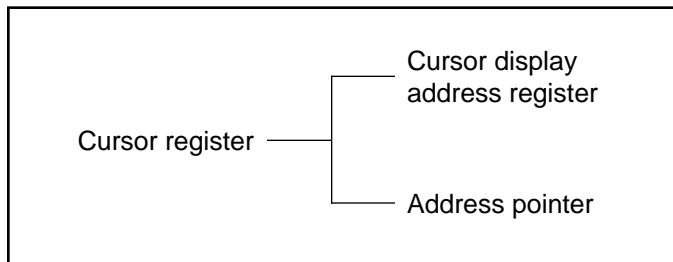 Cursor display
address register
Cursor register
Address pointer